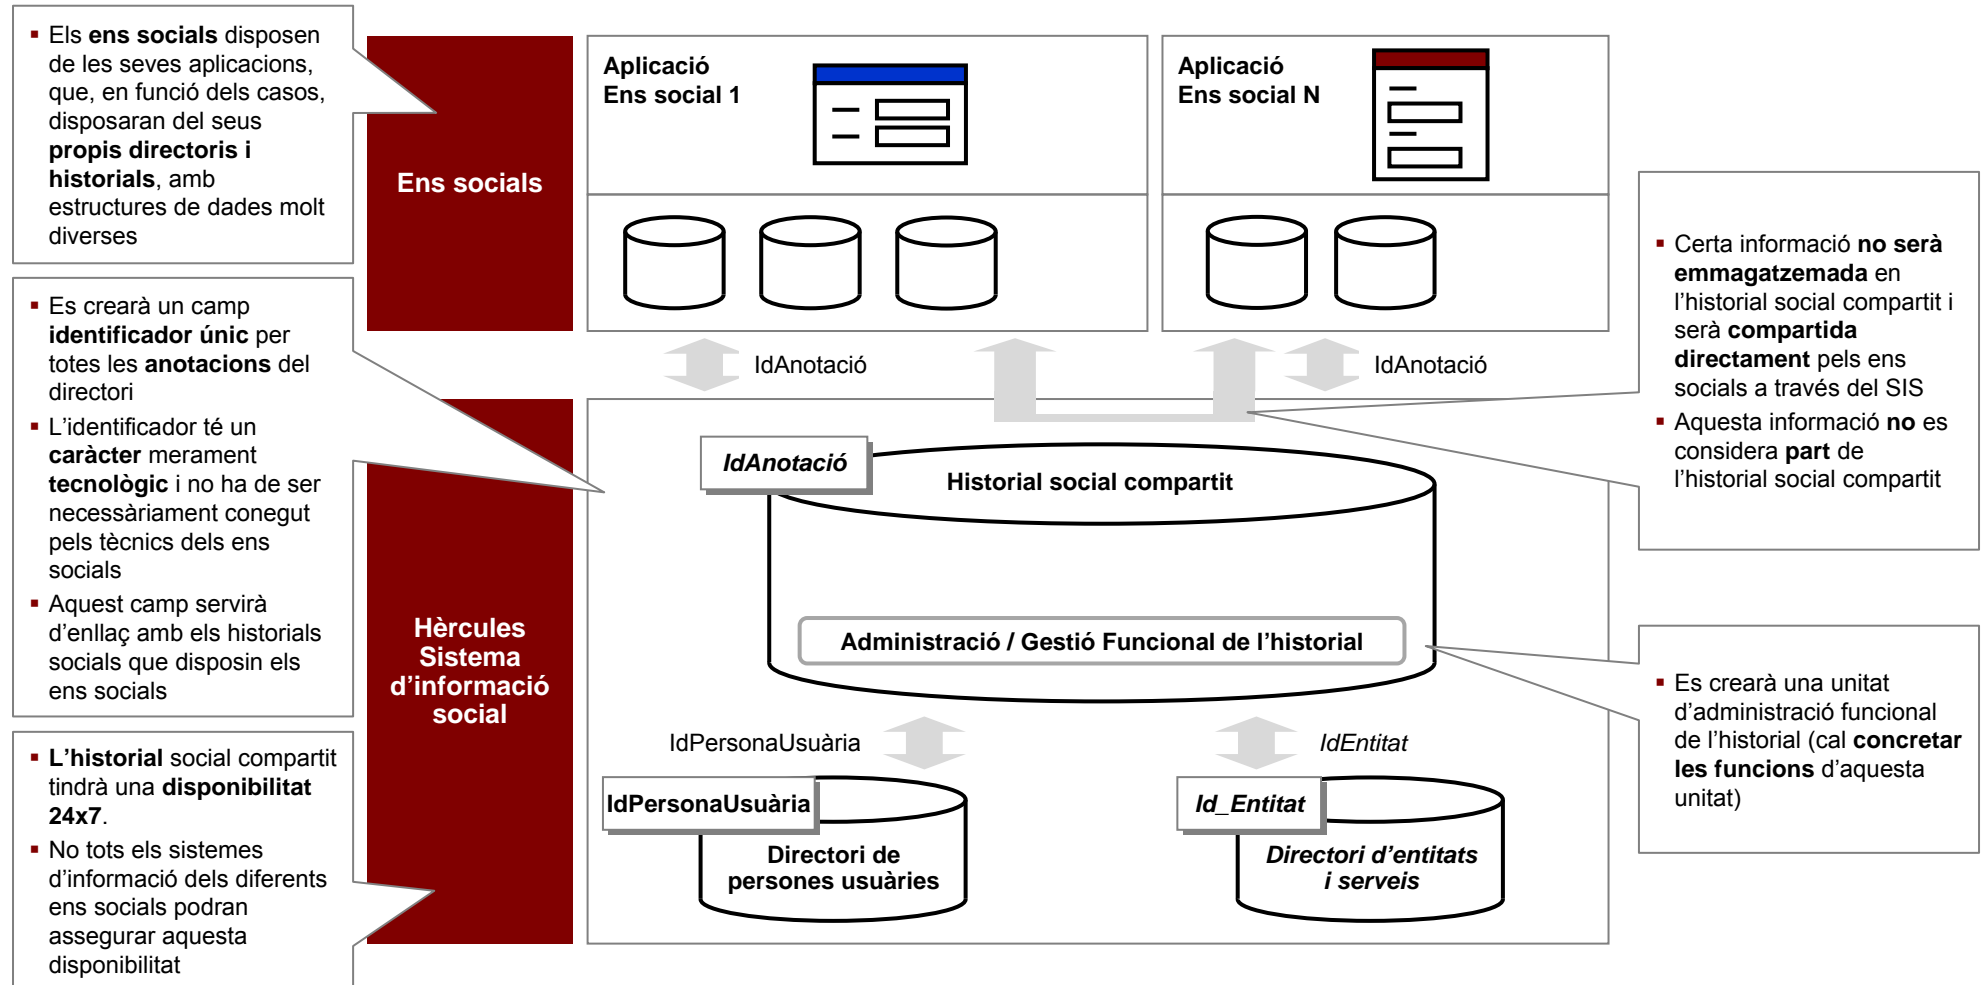 ▪ Els ens socials disposen
de les seves aplicacions,
que, en funció dels casos,
disposaran del seus
propis directoris i
historials, amb
estructures de dades molt
diverses
▪ Es crearà un camp
identificador únic per
totes les anotacions del
directori
▪ L'identificador té un
caràcter merament
tecnològic i no ha de ser
necessàriament conegut
pels tècnics dels ens
socials
▪ Aquest camp servirà
d'enllaç amb els historials
socials que disposin els
ens socials
▪ L'historial social compartit
tindrà una disponibilitat
24x7.
▪ No tots els sistemes
d'informació dels diferents
ens socials podran
assegurar aquesta
disponibilitat
Ens socials
Hèrcules
Sistema
d'informació
social
Aplicació
Ens social 1
Aplicació
Ens social N
IdAnotació
IdAnotació
IdAnotació
Historial social compartit
Administració / Gestió Funcional de l'historial
IdPersonaUsuària
IdEntitat
IdPersonaUsuària
Directori de
persones usuàries
Id_Entitat
Directori d'entitats
i serveis
▪ Certa informació no serà
emmagatzemada en
l'historial social compartit i
serà compartida
directament pels ens
socials a través del SIS
▪ Aquesta informació no es
considera part de
l'historial social compartit
▪ Es crearà una unitat
d'administració funcional
de l'historial (cal concretar
les funcions d'aquesta
unitat)